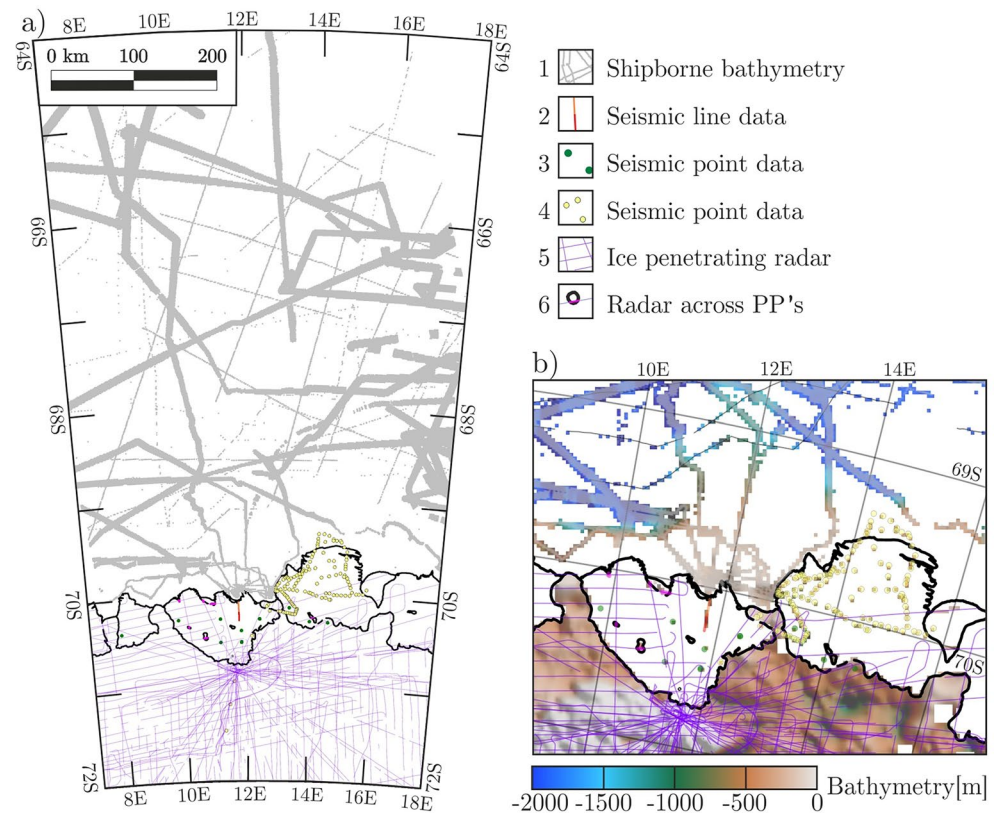 a)
8E 10E 12E 14E 16E 18E
64S 64S
0 km 100 200
66S 66S
68S 68S
70S 70S
72S 72S
8E 10E 12E 14E 16E 18E
1 Shipborne bathymetry
2 Seismic line data
3 Seismic point data
4 Seismic point data
5 Ice penetrating radar
6 Radar across PP's
b)
10E 12E 14E
69S
70S
-2000 -1500 -1000 -500 0
Bathymetry[m]